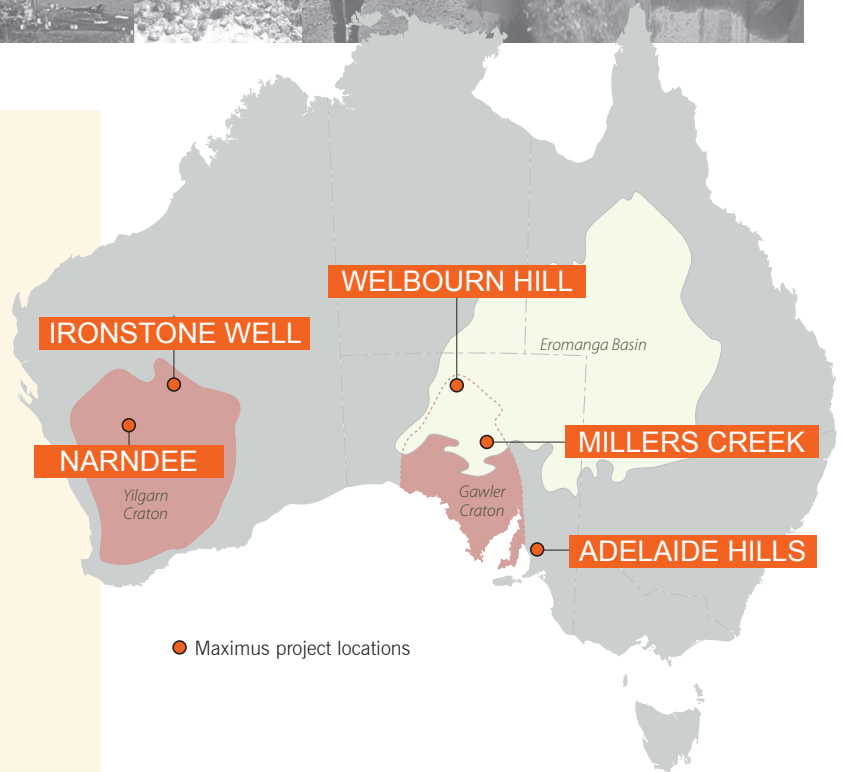 WELBOURN HILL
IRONSTONE WELL
Eromanga Basin
MILLERS CREEK
NARNDEE
Yilgarn
Craton
Gawler
Craton
ADELAIDE HILLS
Maximus project locations